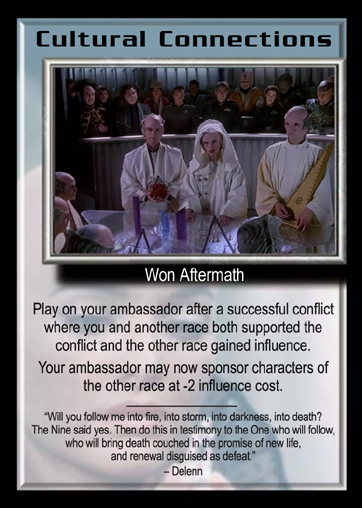 Cultural Connections
Won Aftermath
Play on your ambassador after a successful conflict
where you and another race both supported the
conflict and the other race gained influence.
Your ambassador may now sponsor characters of
the other race at -2 influence cost.
“Will you follow me into fire, into storm, into darkness, into death?
The Nine said yes. Then do this in testimony to the One who will follow,
who will bring death couched in the promise of new life,
and renewal disguised as defeat.”
– Delenn